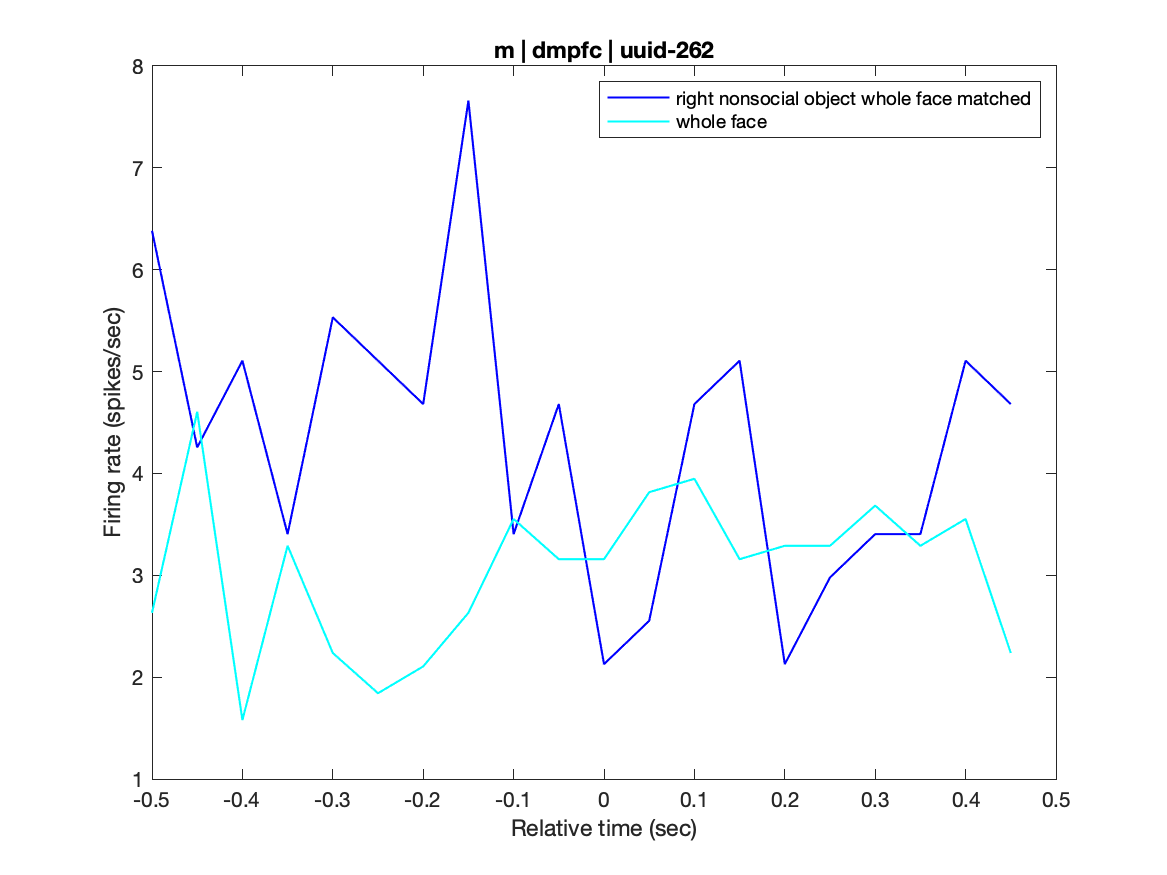 m | dmpfc | uuid-262
right nonsocial object whole face matched
whole face
Firing rate (spikes/sec)
8
7
6
5
4
3
2
1
-0.5 -0.4 -0.3 -0.2 -0.1 0 0.1 0.2 0.3 0.4 0.5
Relative time (sec)